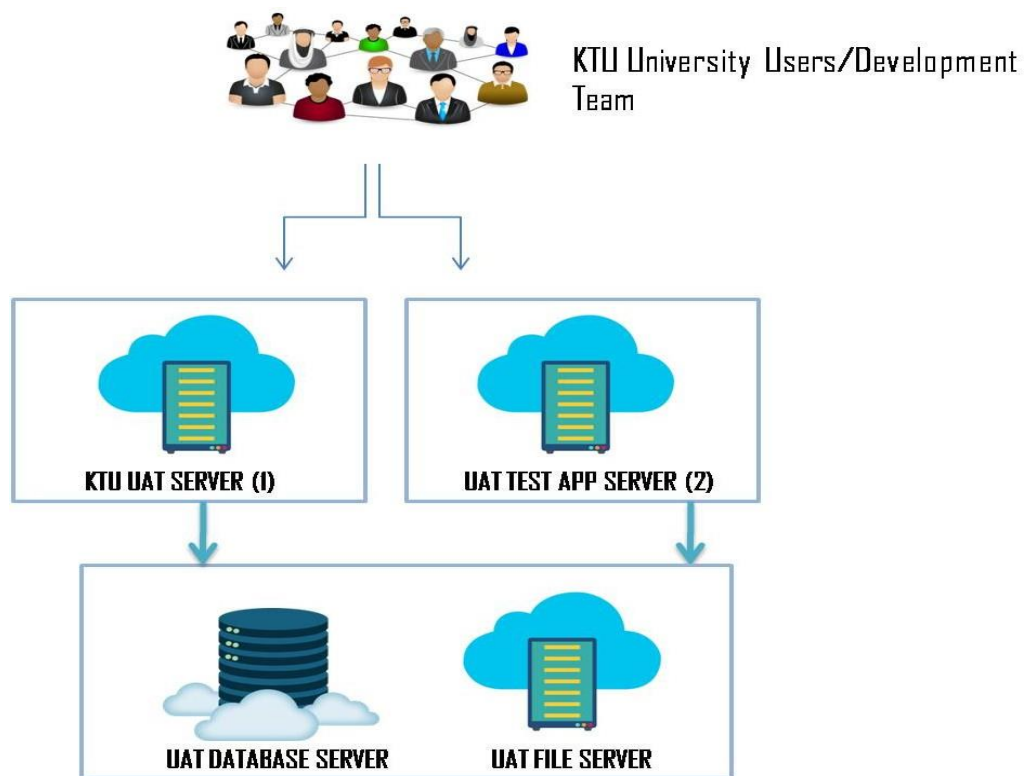 KTU University Users/Development
Team
KTU UAT SERVER (1)
UAT TEST APP SERVER (2)
UAT DATABASE SERVER
UAT FILE SERVER